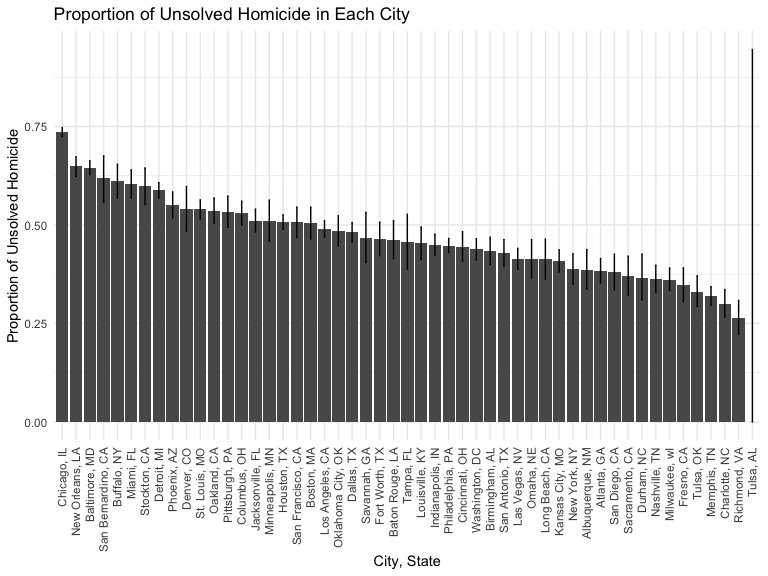 Proportion of Unsolved Homicide in Each City
Proportion of Unsolved Homicide
0.75
0.50
0.25
0.00
Chicago, IL
New Orleans, LA
Baltimore, MD
San Bernardino, CA
Buffalo, NY
Miami, FL
Stockton, CA
Detroit, MI
Phoenix, AZ
Denver, CO
St. Louis, MO
Oakland, CA
Pittsburgh, PA
Columbus, OH
Jacksonville, FL
Minneapolis, MN
Houston, TX
San Francisco, CA
Boston, MA
Los Angeles, CA
Oklahoma City, OK
Dallas, TX
Savannah, GA
Fort Worth, TX
Baton Rouge, LA
Tampa, FL
Louisville, KY
Indianapolis, IN
Philadelphia, PA
Cincinnati, OH
Washington, DC
Birmingham, AL
San Antonio, TX
Las Vegas, NV
Omaha, NE
Long Beach, CA
Kansas City, MO
New York, NY
Albuquerque, NM
Atlanta, GA
San Diego, CA
Sacramento, CA
Durham, NC
Nashville, TN
Milwaukee, wI
Fresno, CA
Tulsa, OK
Memphis, TN
Charlotte, NC
Richmond, VA
Tulsa, AL
City, State